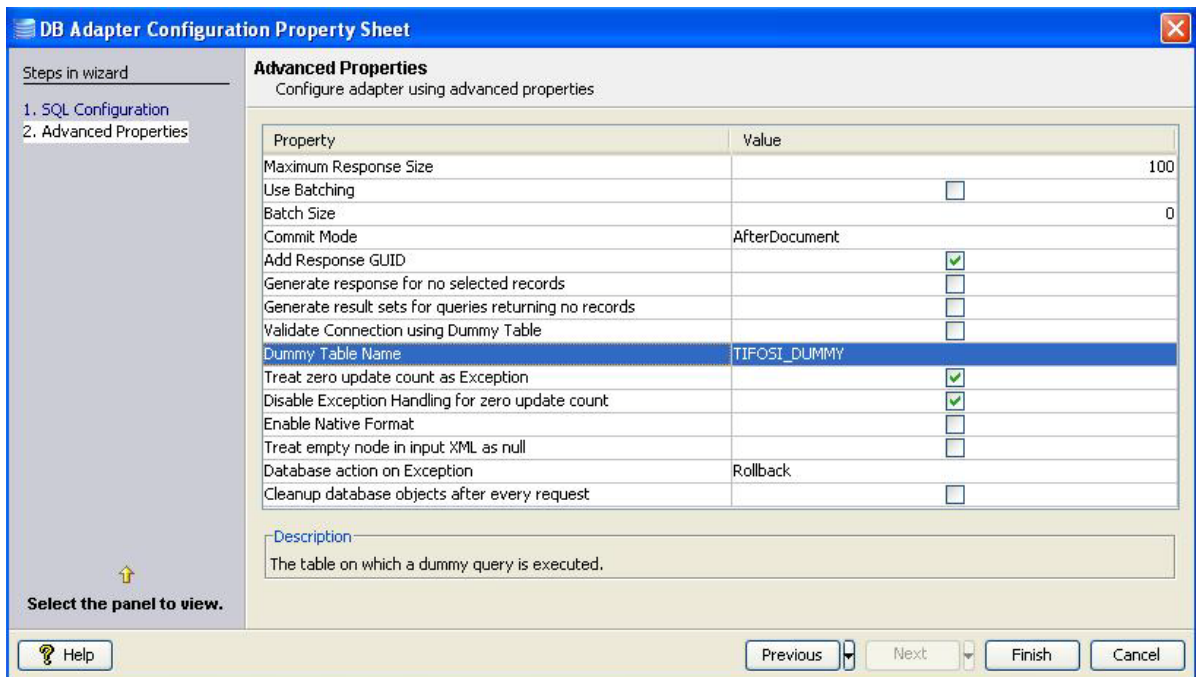 DB Adapter Configuration Property Sheet
Steps in wizard
1. SQL Configuration
2. Advanced Properties
Select the panel to view.
Advanced Properties
Configure adapter using advanced properties
Property Value
Maximum Response Size 100
Use Batching
Batch Size 0
Commit Mode AfterDocument
Add Response GUID
Generate response for no selected records
Generate result sets for queries returning no records
Validate Connection using Dummy Table
Dummy Table Name TIFOSI_DUMMY
Treat zero update count as Exception
Disable Exception Handling for zero update count
Enable Native Format
Treat empty node in input XML as null
Database action on Exception Rollback
Cleanup database objects after every request
Description
The table on which a dummy query is executed.
Help Previous Next Finish Cancel